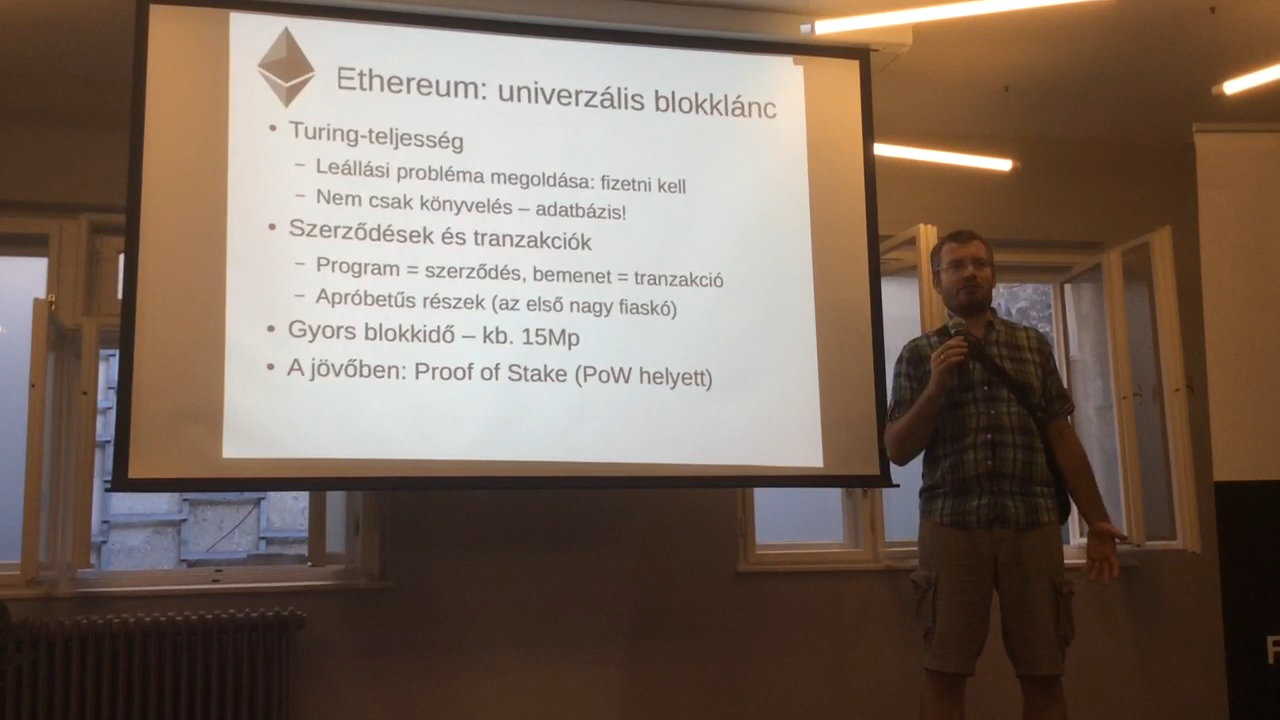 Ethereum: univerzális blokklánc
• Turing-teljesség
– Leállási probléma megoldása: fizetni kell
– Nem csak könyvelés – adatbázis!
• Szerződések és tranzakciók
– Program = szerződés, bemenet = tranzakció
– Apróbetűs részek (az első nagy fiaskó)
• Gyors blokkidő – kb. 15Mp
• A jövőben: Proof of Stake (PoW helyett)
F